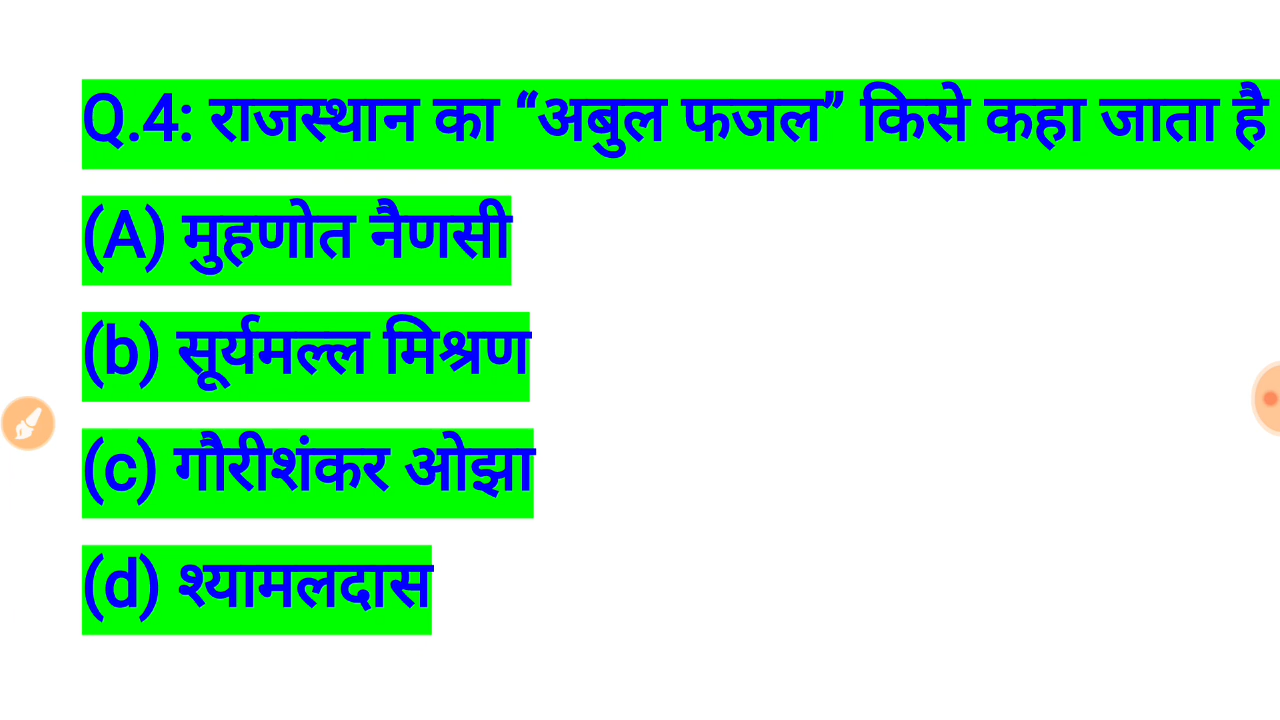 Q.4: राजस्थान का “अबुल फजल” किसे कहा जाता है
(A) मुहणोत नैणसी
(b) सूर्यमल्ल मिश्रण
(c) गौरीशंकर ओझा
(d) श्यामलदास